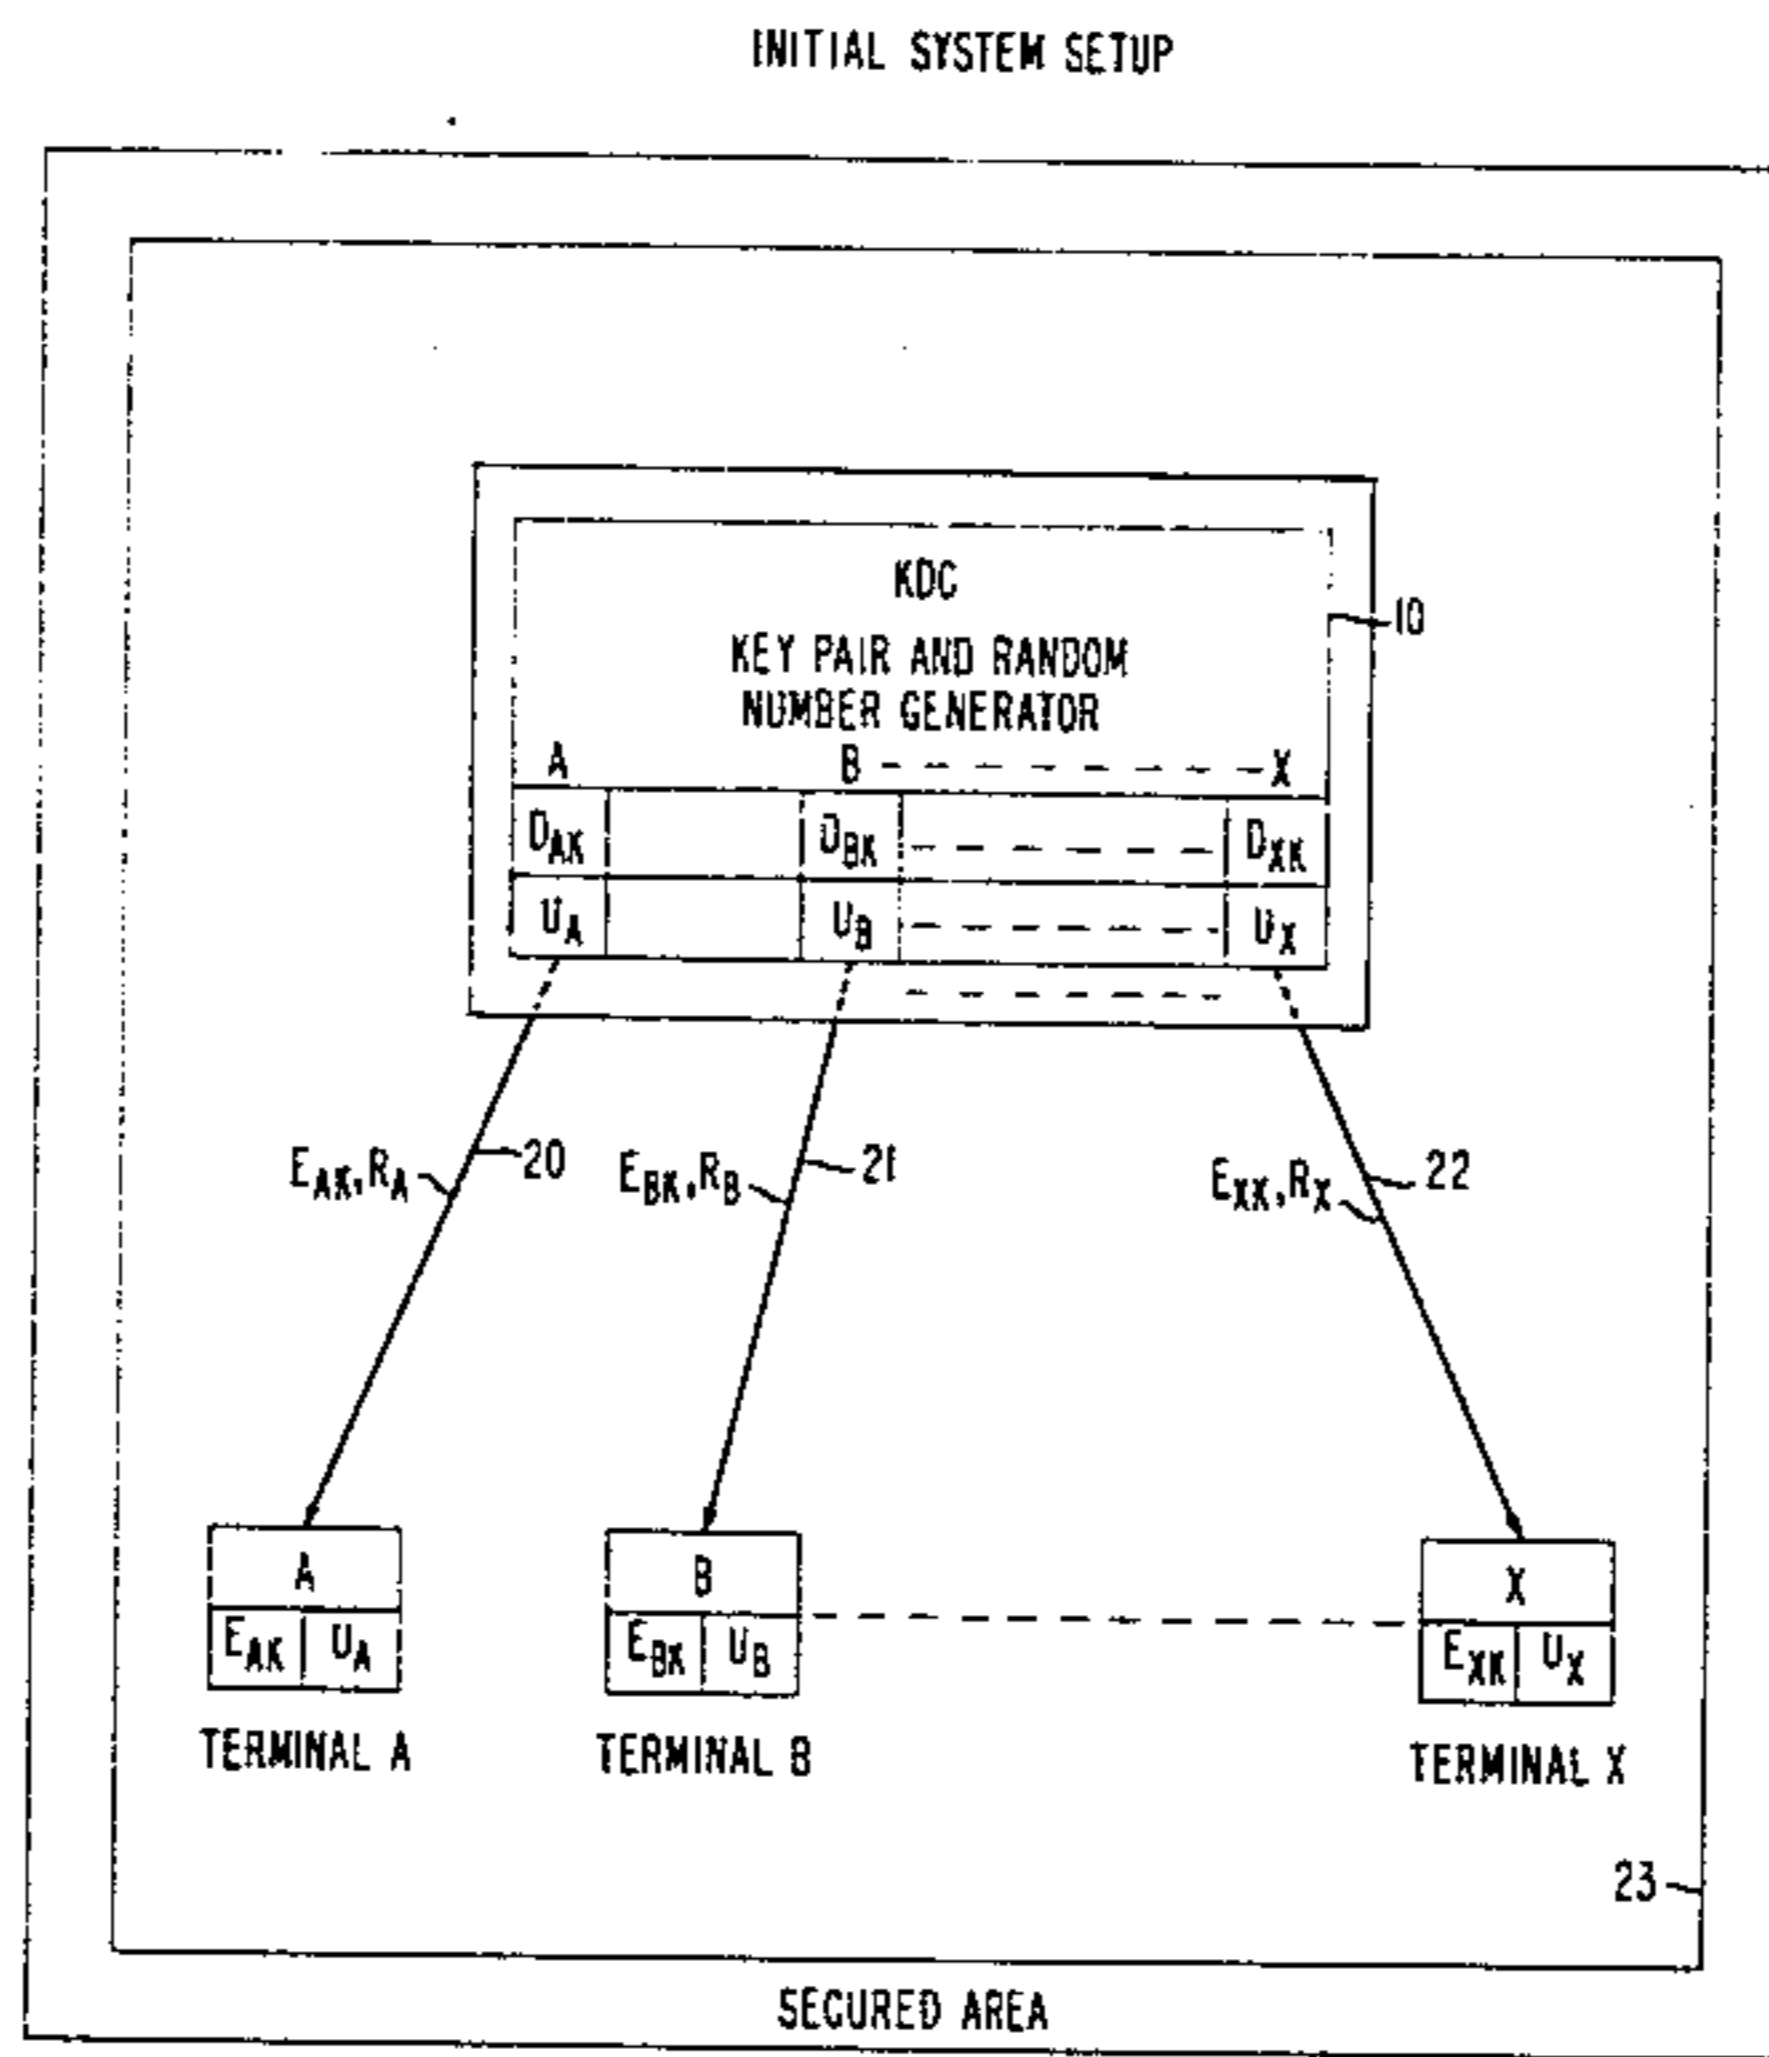 INITIAL SYSTEM SETUP
KDC
10
KEY PAIR AND RANDOM
NUMBER GENERATOR
A B X
D_AK D_BK D_XK
U_A U_B U_X
E_AK, R_A 20 E_BK, R_B 21 E_XK, R_X 22
A B X
E_AK U_A E_BK U_B E_XK U_X
TERMINAL A TERMINAL B TERMINAL X
23
SECURED AREA